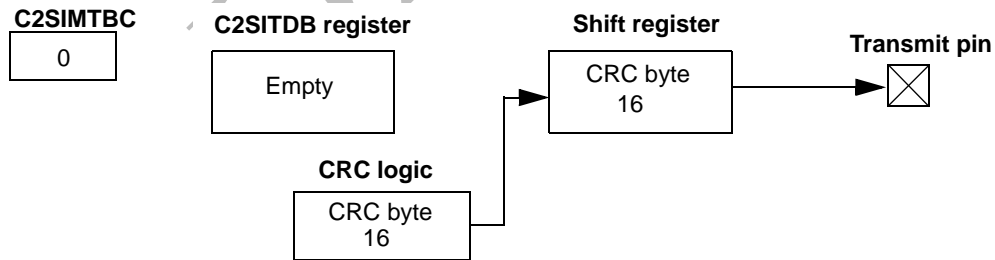 C2SIMTBC
0
C2SITDB register
Empty
Shift register
CRC byte
16
Transmit pin
CRC logic
CRC byte
16